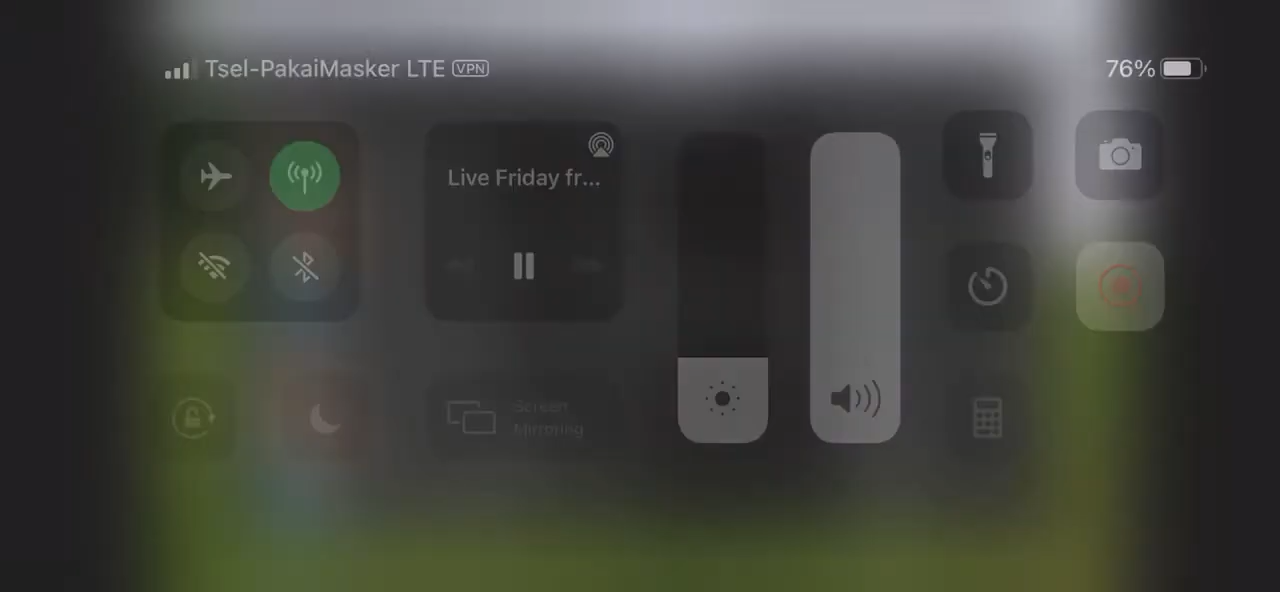 Tsel-PakaiMasker LTE VPN
76%
Live Friday fr...
Screen
Mirroring